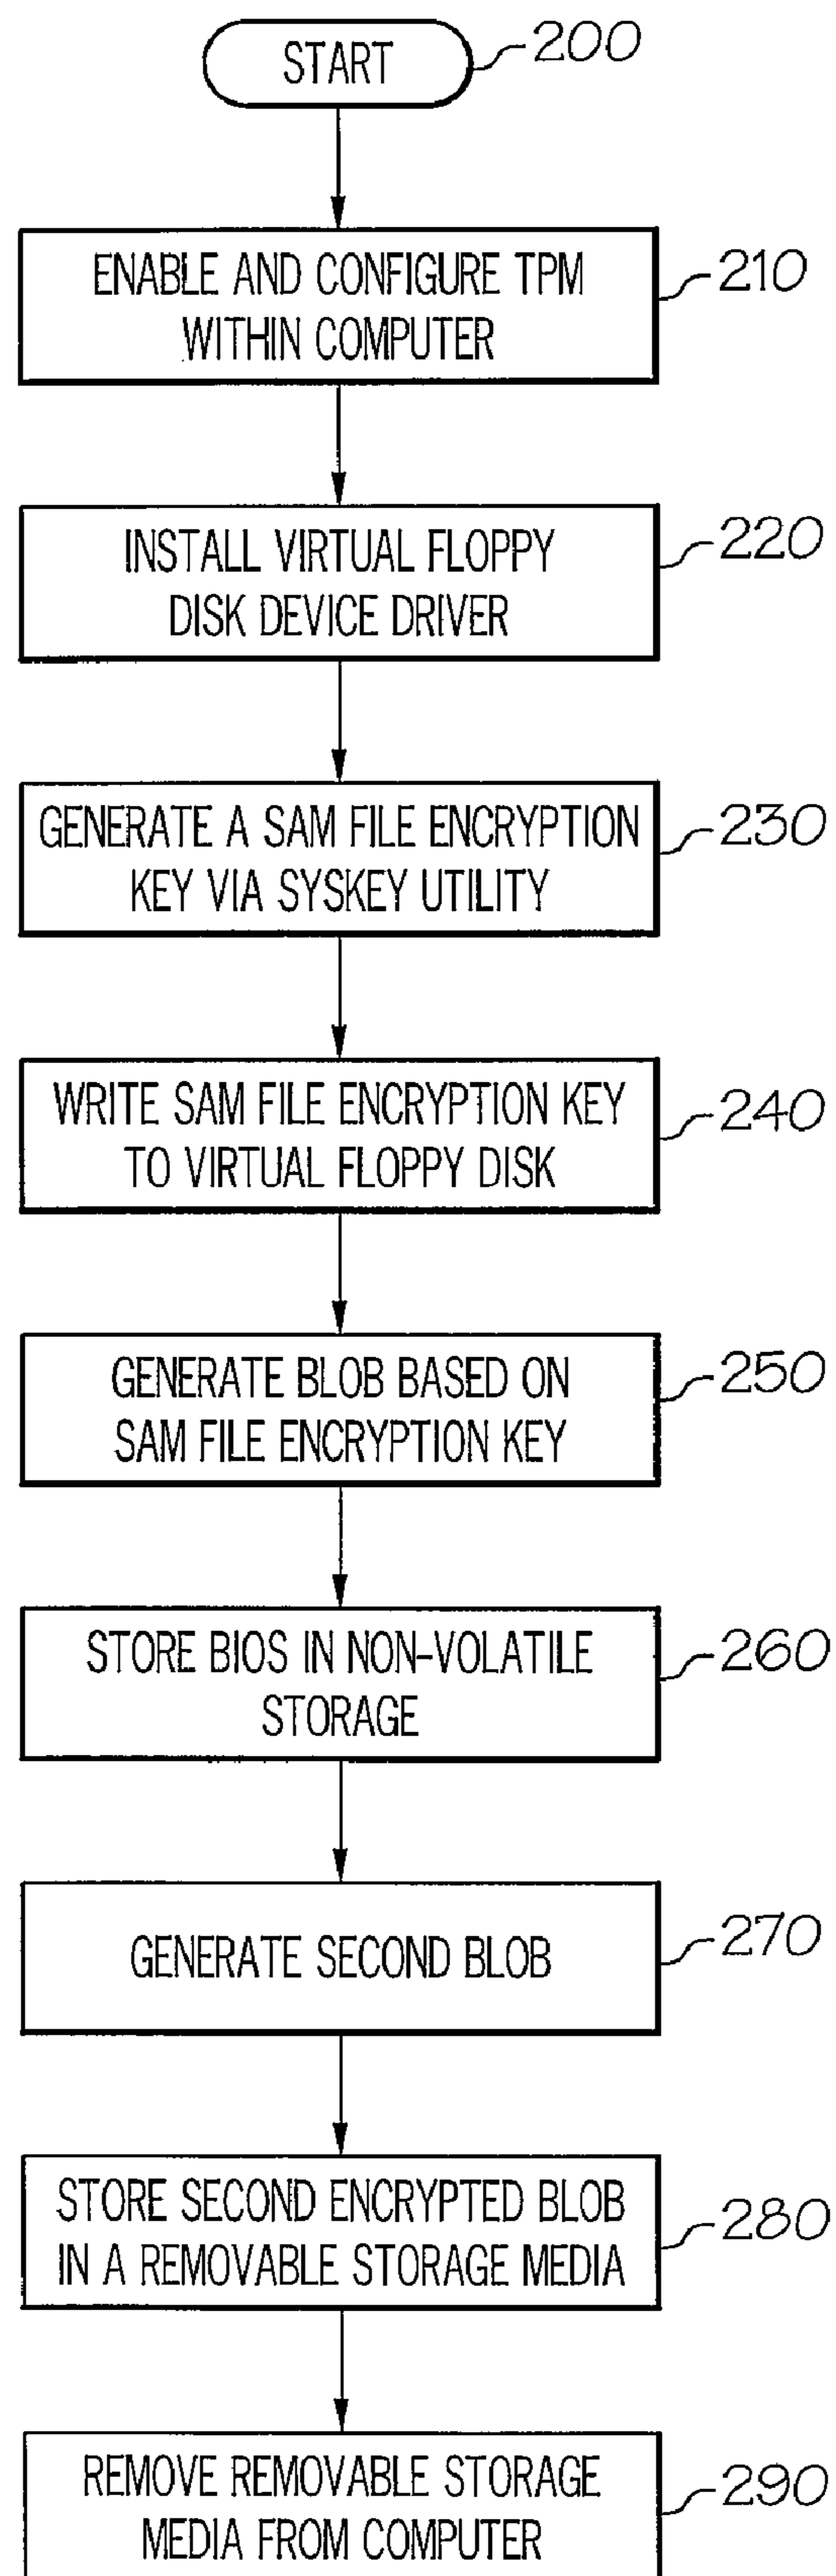 START
200
ENABLE AND CONFIGURE TPM
WITHIN COMPUTER
210
INSTALL VIRTUAL FLOPPY
DISK DEVICE DRIVER
220
GENERATE A SAM FILE ENCRYPTION
KEY VIA SYSKEY UTILITY
230
WRITE SAM FILE ENCRYPTION KEY
TO VIRTUAL FLOPPY DISK
240
GENERATE BLOB BASED ON
SAM FILE ENCRYPTION KEY
250
STORE BIOS IN NON-VOLATILE
STORAGE
260
GENERATE SECOND BLOB
270
STORE SECOND ENCRYPTED BLOB
IN A REMOVABLE STORAGE MEDIA
280
REMOVE REMOVABLE STORAGE
MEDIA FROM COMPUTER
290